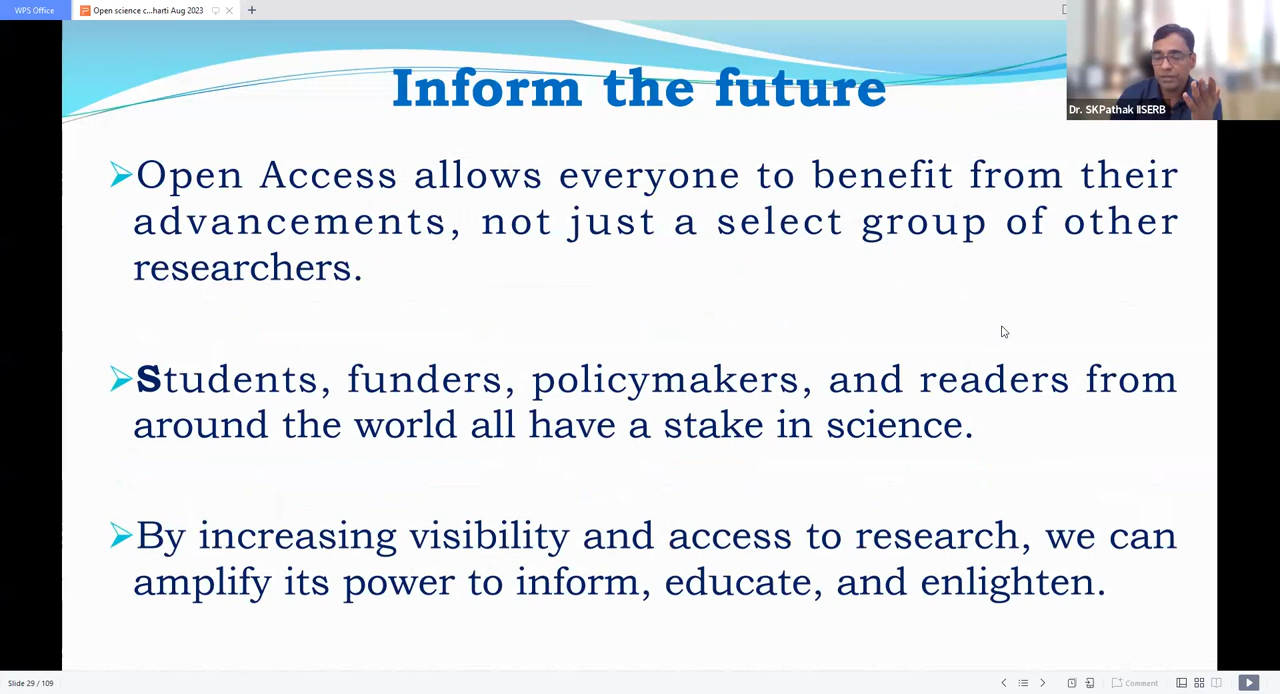 WPS Office
Open science c...harti Aug 2023
Inform the future
Dr. SKPathak IISERB
Open Access allows everyone to benefit from their
advancements, not just a select group of other
researchers.
Students, funders, policymakers, and readers from
around the world all have a stake in science.
By increasing visibility and access to research, we can
amplify its power to inform, educate, and enlighten.
Slide 29 / 109
Comment